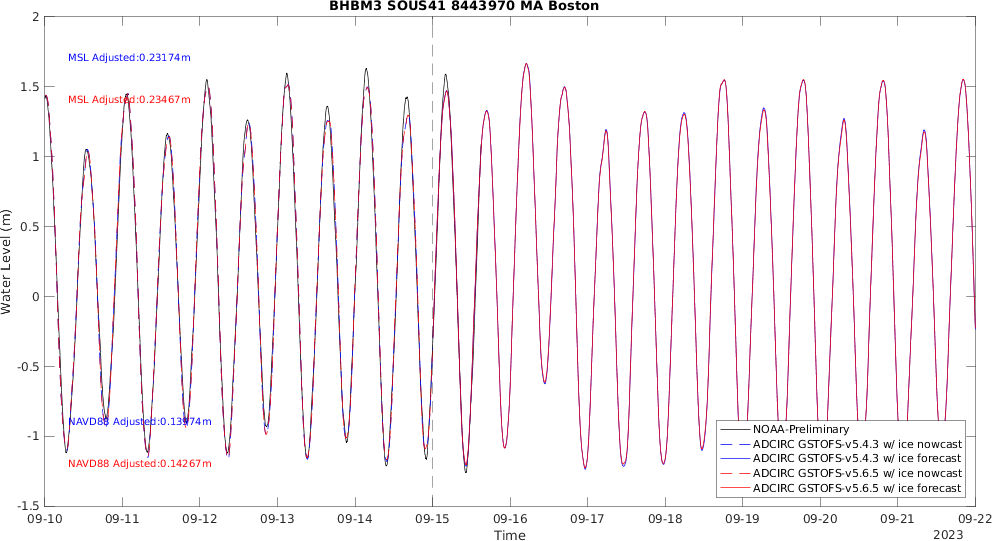 BHBM3 SOUS41 8443970 MA Boston
MSL Adjusted:0.23174m
MSL Adjusted:0.23467m
NAVD88 Adjusted:0.13974m
NAVD88 Adjusted:0.14267m
Water Level (m)
2
1.5
1
0.5
0
-0.5
-1
-1.5
NOAA-Preliminary
ADCIRC GSTOFS-v5.4.3 w/ ice nowcast
ADCIRC GSTOFS-v5.4.3 w/ ice forecast
ADCIRC GSTOFS-v5.6.5 w/ ice nowcast
ADCIRC GSTOFS-v5.6.5 w/ ice forecast
09-10 09-11 09-12 09-13 09-14 09-15 09-16 09-17 09-18 09-19 09-20 09-21 09-22
Time
2023